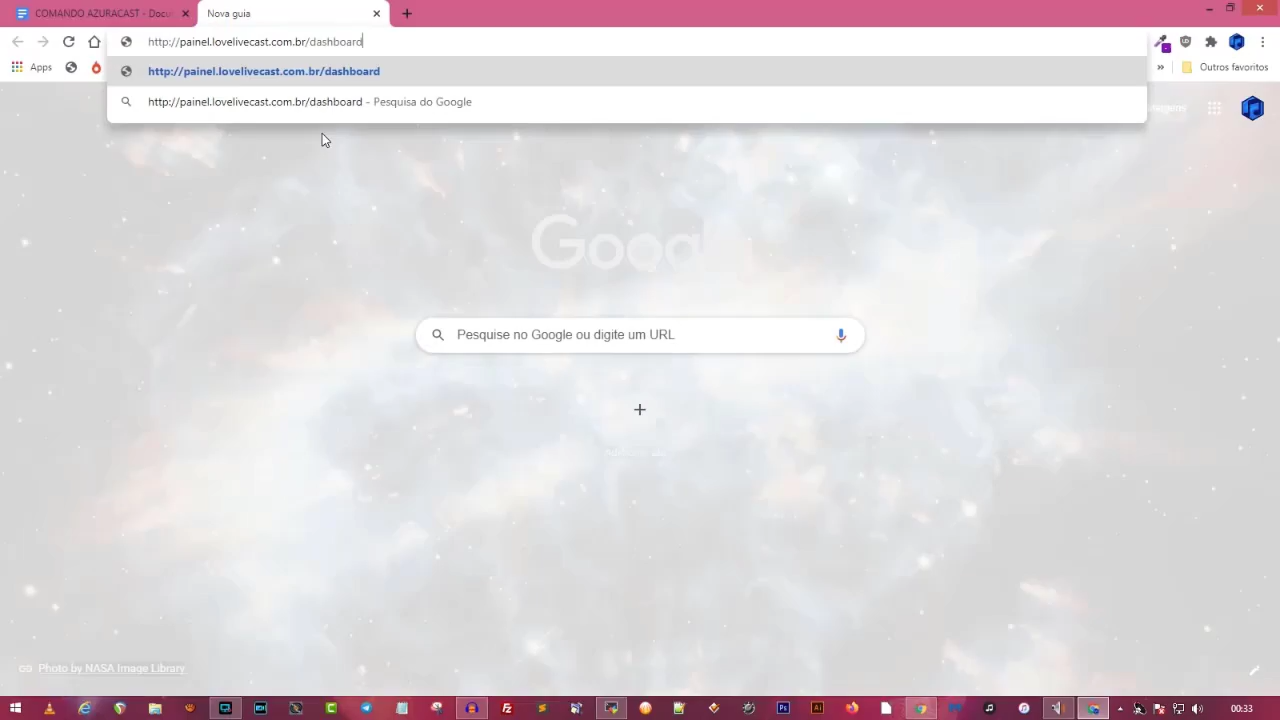 COMANDO AZURACAST - Docu
Nova guia
http://painel.lovelivecast.com.br/dashboard
Apps
Outros favoritos
http://painel.lovelivecast.com.br/dashboard
http://painel.lovelivecast.com.br/dashboard - Pesquisa do Google
Goog
Pesquise no Google ou digite um URL
Photo by NASA Image Library
00:33